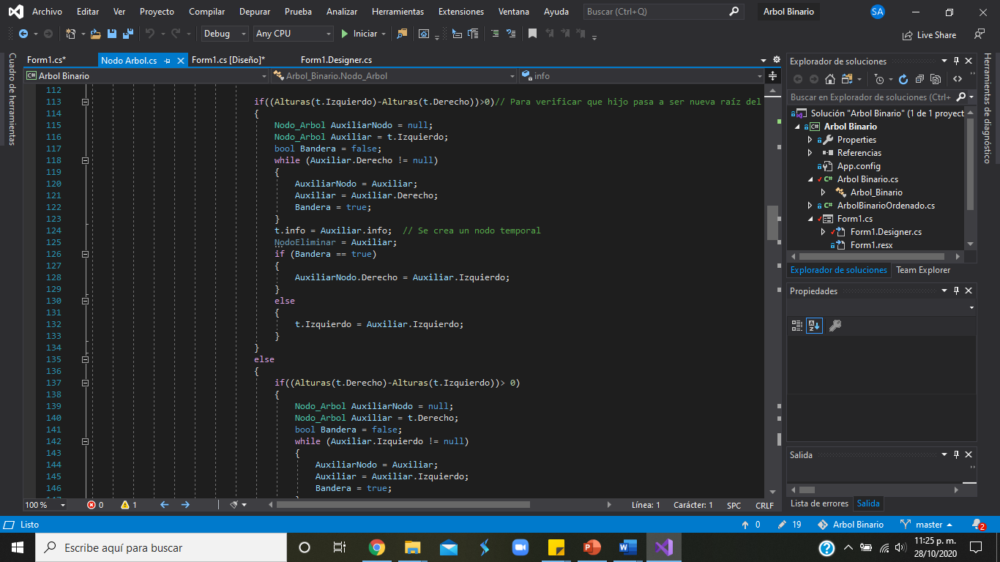 Archivo Editar Ver Proyecto Compilar Depurar Prueba Analizar Herramientas Extensiones Ventana Ayuda Buscar (Ctrl+Q) Arbol Binario SA
Debug Any CPU Iniciar Live Share
Cuadro de herramientas
Form1.cs* Nodo Arbol.cs Form1.cs [Diseño]* Form1.Designer.cs
C# Arbol Binario Arbol_Binario.Nodo_Arbol info
112
113 if((Alturas(t.Izquierdo)-Alturas(t.Derecho))>0)// Para verificar que hijo pasa a ser nueva raíz del
114 {
115 Nodo_Arbol AuxiliarNodo = null;
116 Nodo_Arbol Auxiliar = t.Izquierdo;
117 bool Bandera = false;
118 while (Auxiliar.Derecho != null)
119 {
120 AuxiliarNodo = Auxiliar;
121 Auxiliar = Auxiliar.Derecho;
122 Bandera = true;
123 }
124 t.info = Auxiliar.info; // Se crea un nodo temporal
125 NodoEliminar = Auxiliar;
126 if (Bandera == true)
127 {
128 AuxiliarNodo.Derecho = Auxiliar.Izquierdo;
129 }
130 else
131 {
132 t.Izquierdo = Auxiliar.Izquierdo;
133 }
134 }
135 else
136 {
137 if((Alturas(t.Derecho)-Alturas(t.Izquierdo))> 0)
138 {
139 Nodo_Arbol AuxiliarNodo = null;
140 Nodo_Arbol Auxiliar = t.Derecho;
141 bool Bandera = false;
142 while (Auxiliar.Izquierdo != null)
143 {
144 AuxiliarNodo = Auxiliar;
145 Auxiliar = Auxiliar.Izquierdo;
146 Bandera = true;
100 % 0 1 Línea: 1 Carácter: 1 SPC CRLF
Explorador de soluciones
Buscar en Explorador de soluciones (Ctrl+
Solución "Arbol Binario" (1 de 1 proyect
C# Arbol Binario
Properties
Referencias
App.config
C# Arbol Binario.cs
Arbol_Binario
C# ArbolBinarioOrdenado.cs
Form1.cs
Form1.Designer.cs
Form1.resx
Explorador de soluciones Team Explorer
Propiedades
Salida
Lista de errores Salida
Herramientas de diagnóstico
Listo 0 19 Arbol Binario master 2
Escribe aquí para buscar
11:25 p. m.
28/10/2020